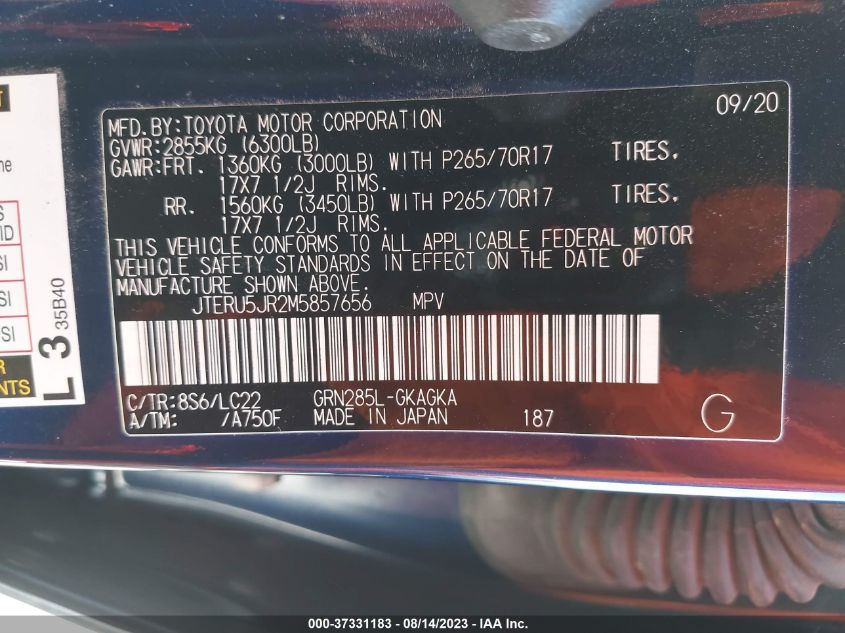 09/20
MFD.BY:TOYOTA MOTOR CORPORATION
GVWR:2855KG (6300LB)
GAWR:FRT. 1360KG (3000LB) WITH P265/70R17 TIRES.
17X7 1/2J RIMS.
RR. 1560KG (3450LB) WITH P265/70R17 TIRES.
17X7 1/2J RIMS.
THIS VEHICLE CONFORMS TO ALL APPLICABLE FEDERAL MOTOR
VEHICLE SAFETY STANDARDS IN EFFECT ON THE DATE OF
MANUFACTURE SHOWN ABOVE.
JTERU5JR2M5857656 MPV
C/TR:8S6/LC22 GRN285L-GKAGKA
A/TM: /A750F MADE IN JAPAN 187
G
L 3
35B40
000-37331183 - 08/14/2023 - IAA Inc.